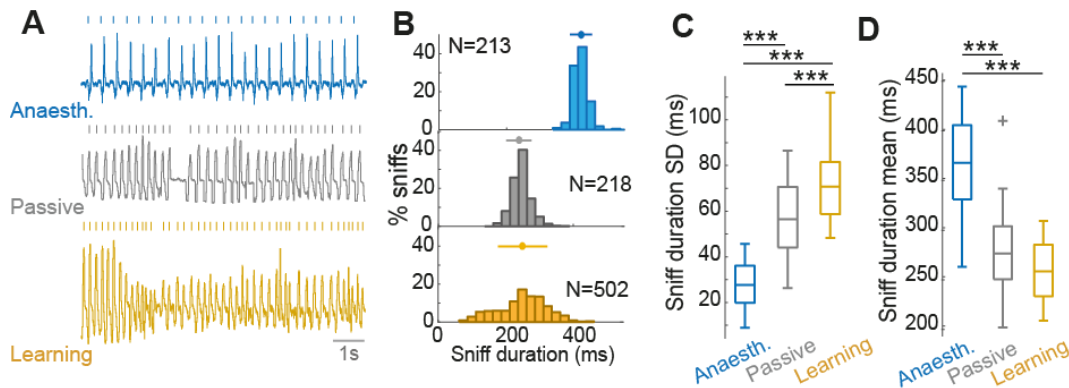 A
Anaesth.
Passive
Learning
1s
B
% sniffs
40
20
0
N=213
40
20
0
N=218
40
20
0
N=502
200
400
Sniff duration (ms)
C
Sniff duration SD (ms)
***
***
***
100
80
60
40
20
Anaesth.
Passive
Learning
D
Sniff duration mean (ms)
***
***
450
400
350
300
250
200
Anaesth.
Passive
Learning